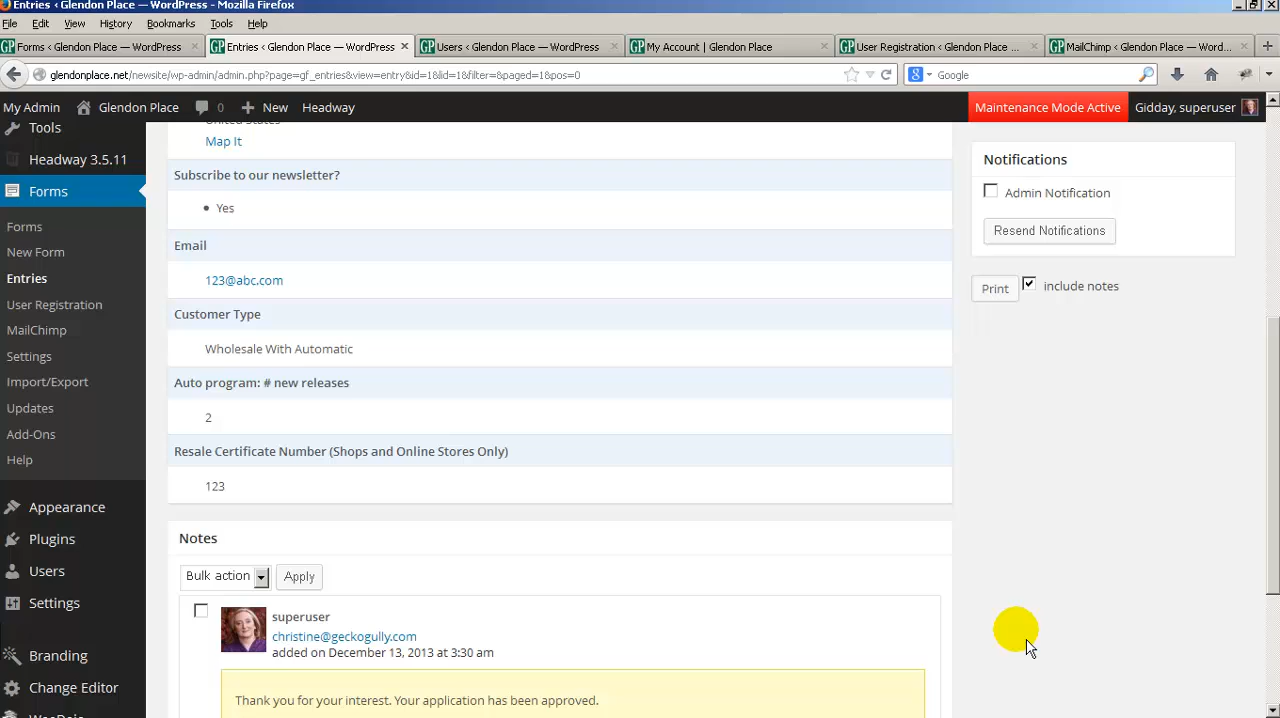 Entries ‹ Glendon Place — WordPress - Mozilla Firefox
File Edit View History Bookmarks Tools Help
Forms ‹ Glendon Place — WordPress × Entries ‹ Glendon Place — WordPress × Users ‹ Glendon Place — WordPress × My Account | Glendon Place × User Registration ‹ Glendon Place ... × MailChimp ‹ Glendon Place — Word... ×
glendonplace.net/newsite/wp-admin/admin.php?page=gf_entries&view=entry&id=1&lid=1&filter=&paged=1&pos=0 Google
My Admin Glendon Place 0 + New Headway Maintenance Mode Active Gidday, superuser
Tools
Headway 3.5.11
Forms
Forms
New Form
Entries
User Registration
MailChimp
Settings
Import/Export
Updates
Add-Ons
Help
Appearance
Plugins
Users
Settings
Branding
Change Editor
United States
Map It
Subscribe to our newsletter?
Yes
Email
123@abc.com
Customer Type
Wholesale With Automatic
Auto program: # new releases
2
Resale Certificate Number (Shops and Online Stores Only)
123
Notes
Bulk action Apply
superuser
christine@geckogully.com
added on December 13, 2013 at 3:30 am
Thank you for your interest. Your application has been approved.
Notifications
Admin Notification
Resend Notifications
Print include notes